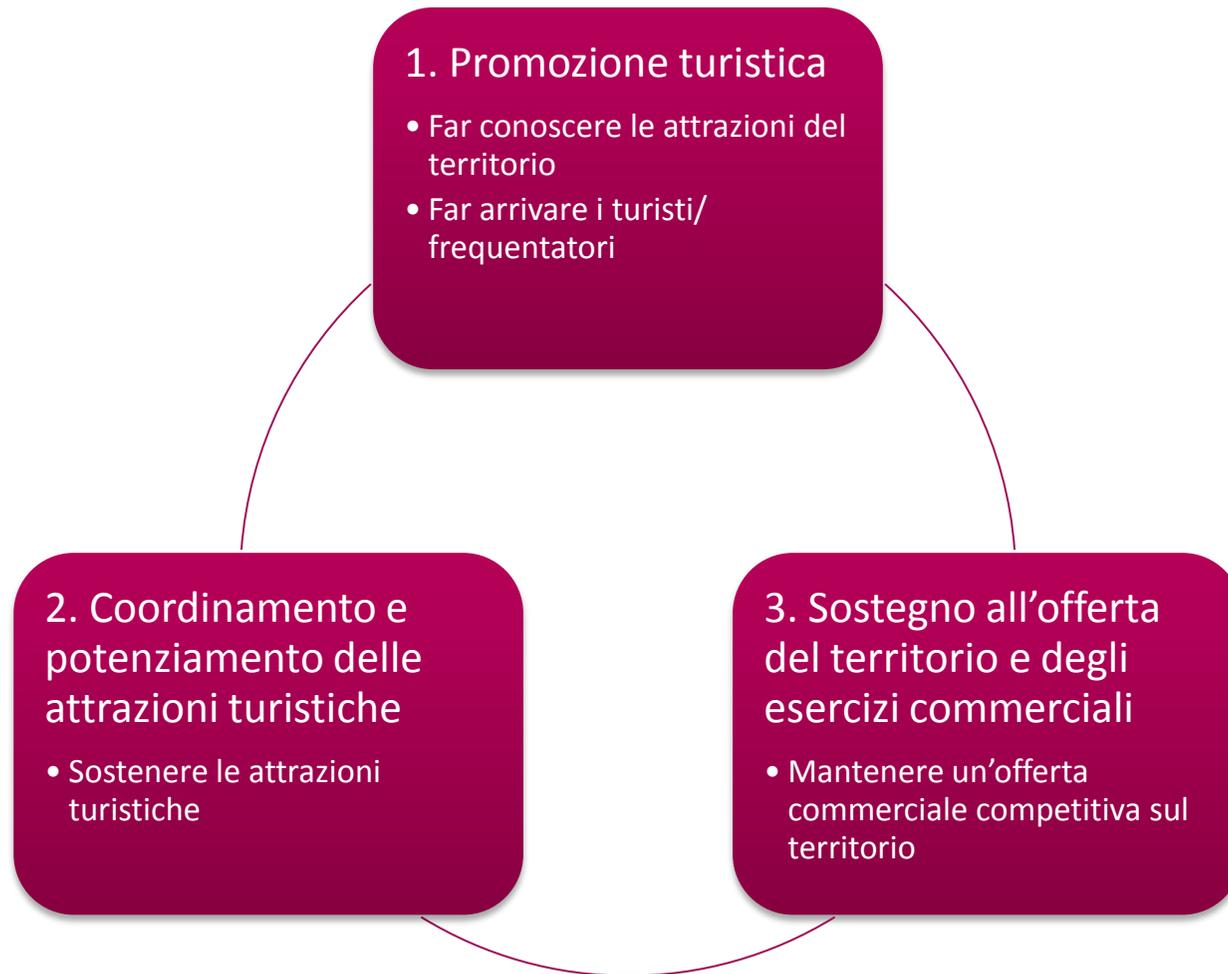 1. Promozione turistica
• Far conoscere le attrazioni del
territorio
• Far arrivare i turisti/
frequentatori
2. Coordinamento e
potenziamento delle
attrazioni turistiche
• Sostenere le attrazioni
turistiche
3. Sostegno all’offerta
del territorio e degli
esercizi commerciali
• Mantenere un’offerta
commerciale competitiva sul
territorio